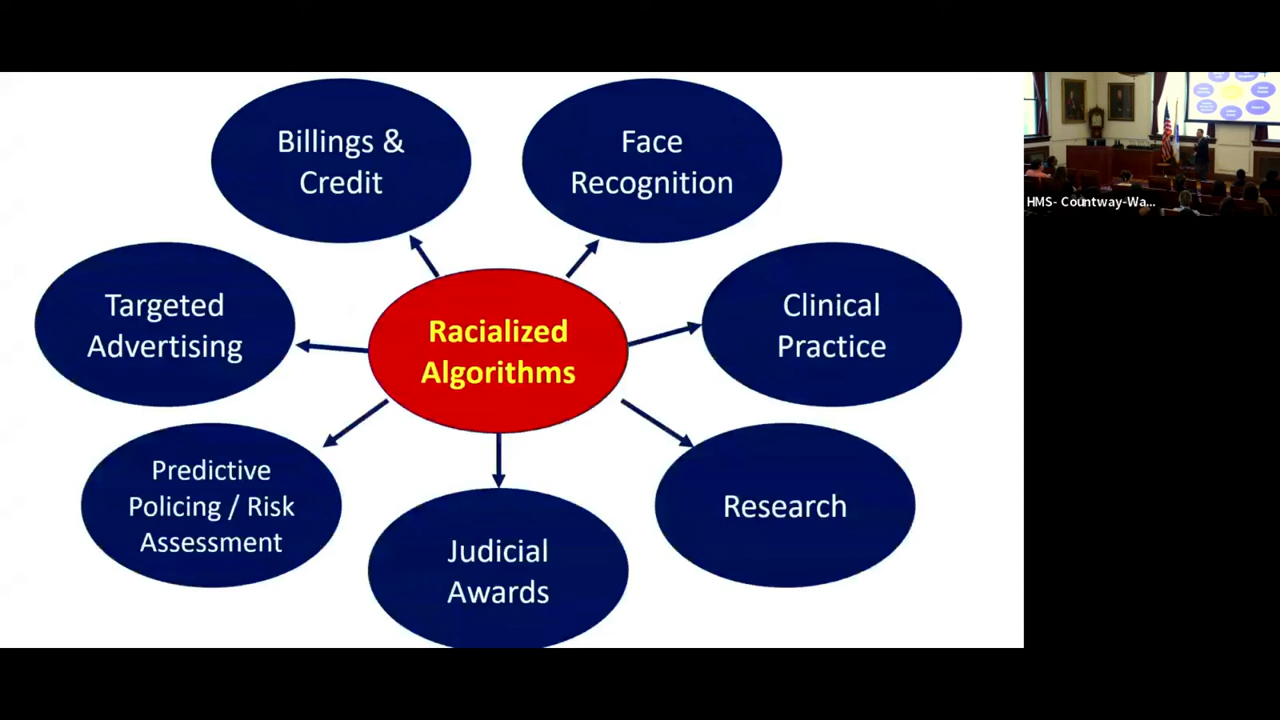 Billings &
Credit
Face
Recognition
Targeted
Advertising
Racialized
Algorithms
Clinical
Practice
Predictive
Policing / Risk
Assessment
Judicial
Awards
Research
HMS- Countway-Wa...